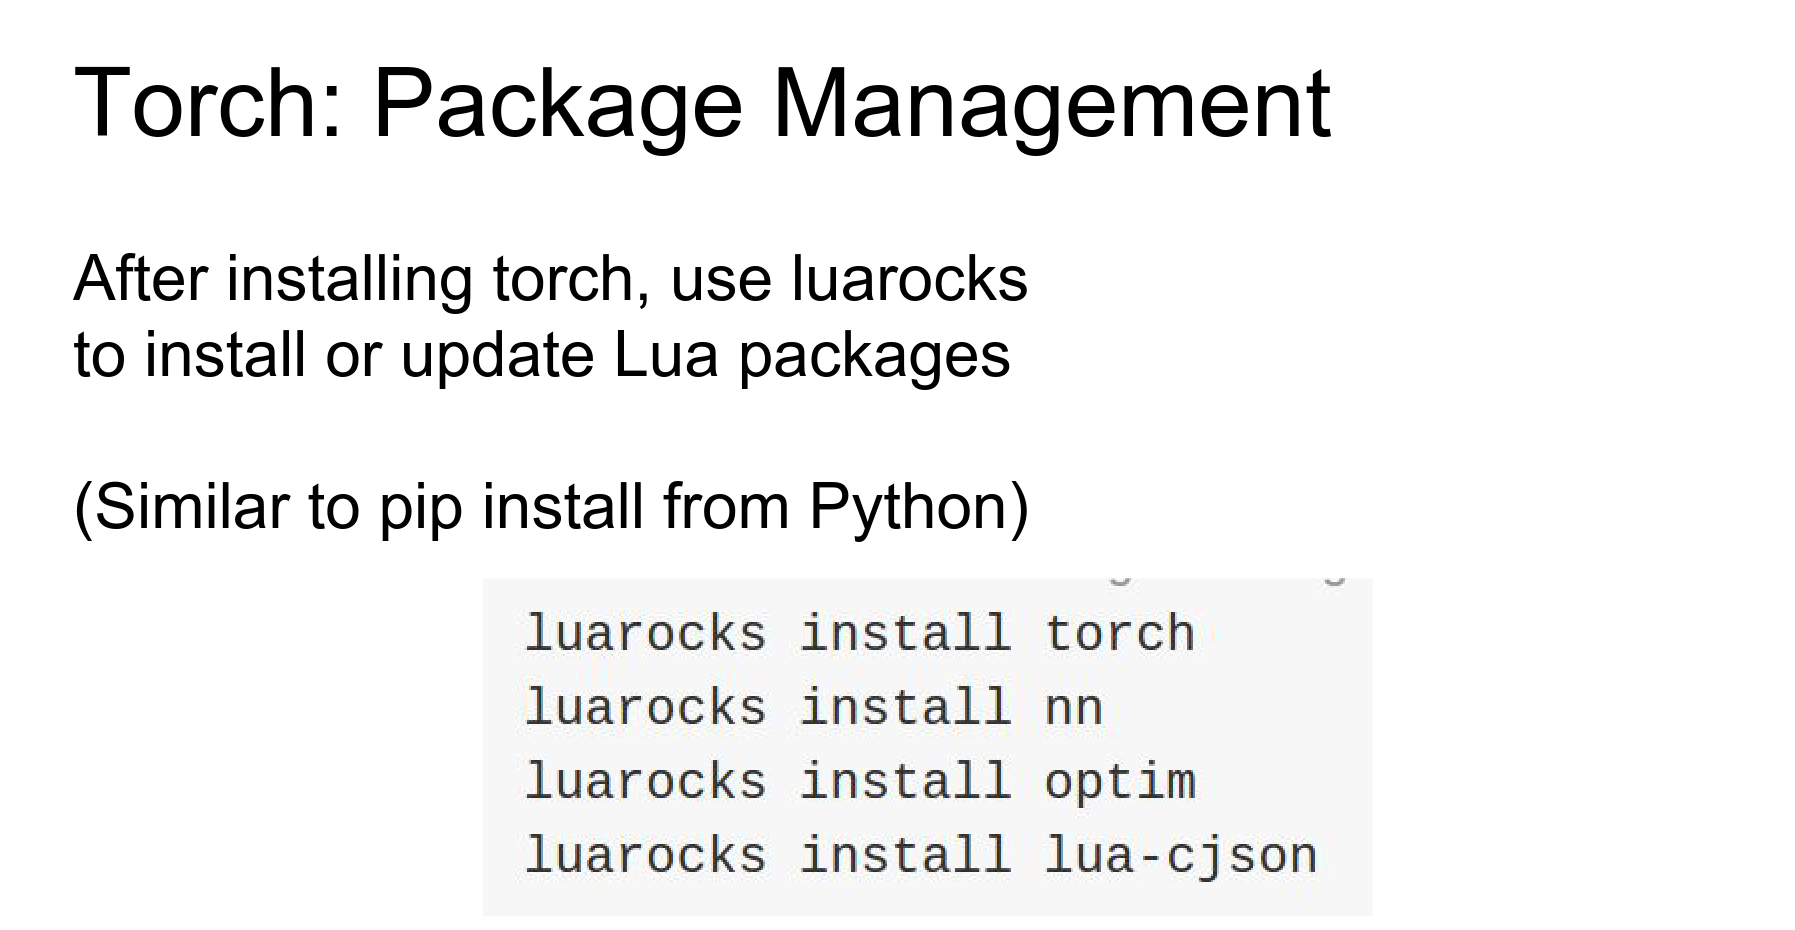 Torch: Package Management
After installing torch, use luarocks
to install or update Lua packages
(Similar to pip install from Python)
luarocks install torch
luarocks install nn
luarocks install optim
luarocks install lua-cjson